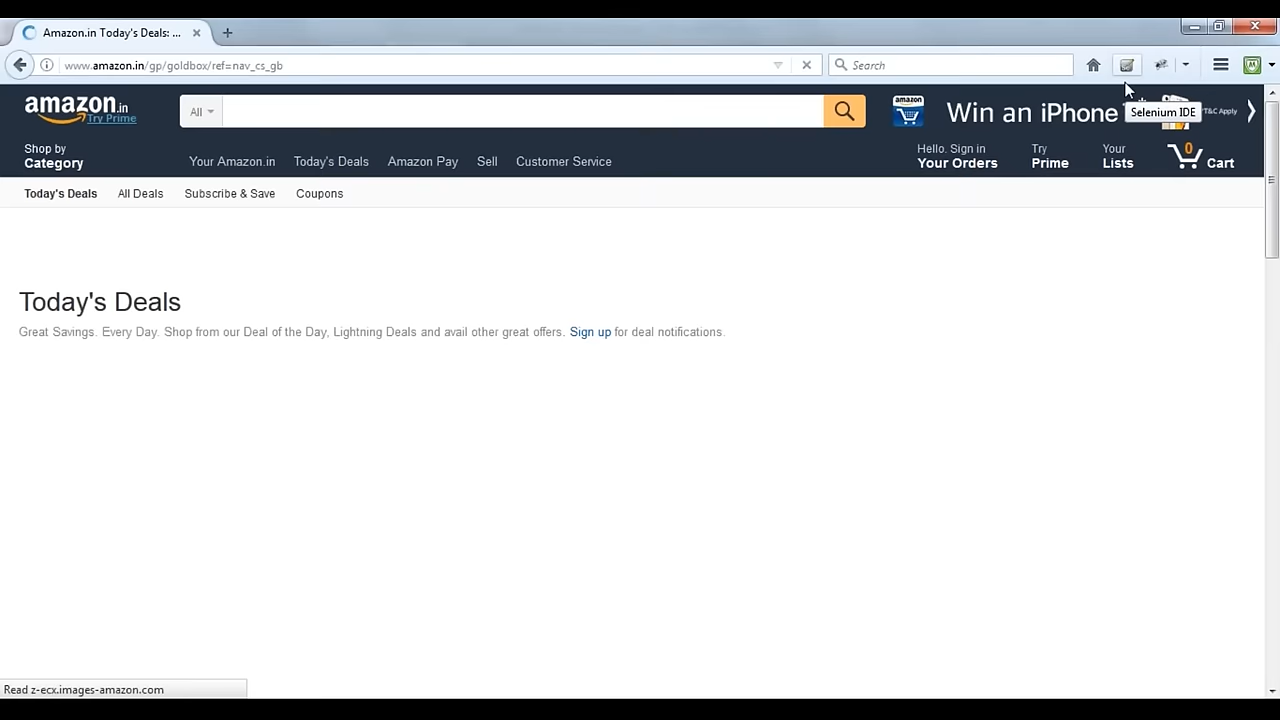 Amazon.in Today's Deals: ...
www.amazon.in/gp/goldbox/ref=nav_cs_gb
Search
amazon.in
Try Prime
All
amazon
Win an iPhone
T&C Apply
Selenium IDE
Shop by
Category
Your Amazon.in
Today's Deals
Amazon Pay
Sell
Customer Service
Hello. Sign in
Your Orders
Try
Prime
Your
Lists
0
Cart
Today's Deals
All Deals
Subscribe & Save
Coupons
Today's Deals
Great Savings. Every Day. Shop from our Deal of the Day, Lightning Deals and avail other great offers. Sign up for deal notifications.
Read z-ecx.images-amazon.com